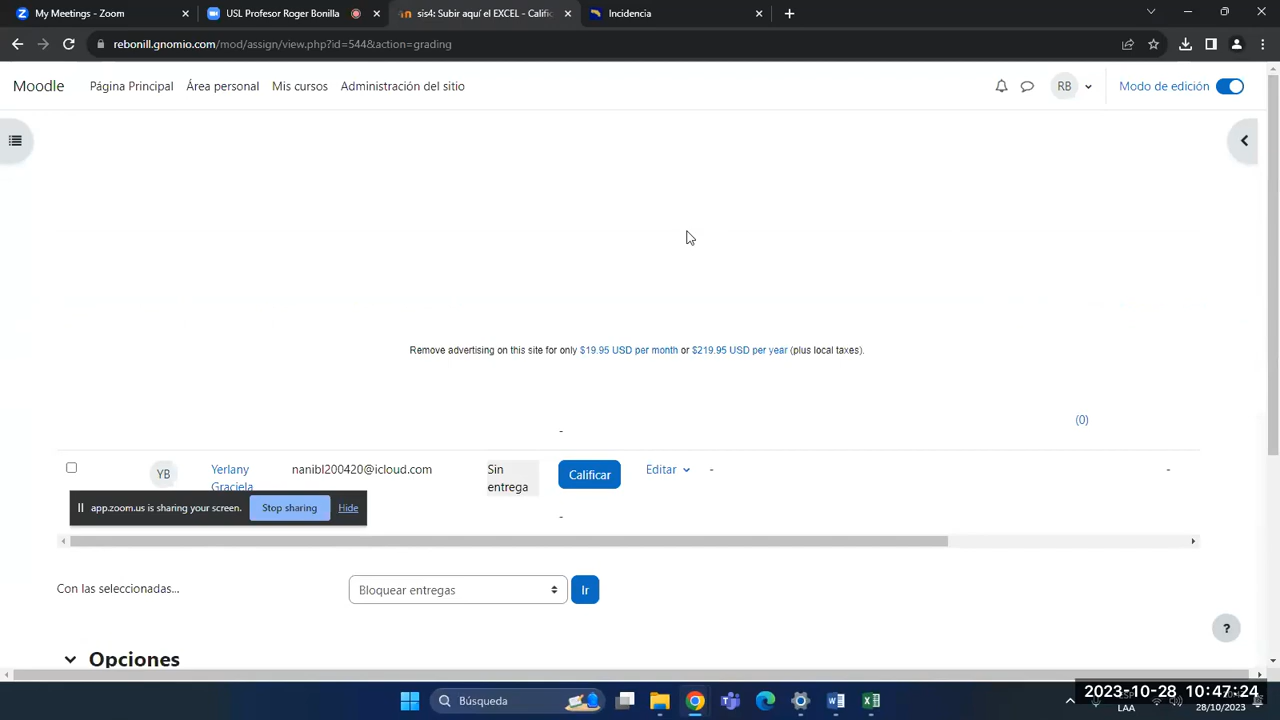 My Meetings - Zoom
USL Profesor Roger Bonilla
sis4: Subir aquí el EXCEL - Calific
Incidencia
rebonill.gnomio.com/mod/assign/view.php?id=544&action=grading
Moodle Página Principal Área personal Mis cursos Administración del sitio RB Modo de edición
Remove advertising on this site for only $19.95 USD per month or $219.95 USD per year (plus local taxes).
(0)
-
YB Yerlany nanibl200420@icloud.com Sin Calificar Editar - -
Graciela entrega
app.zoom.us is sharing your screen. Stop sharing Hide
-
Con las seleccionadas... Bloquear entregas Ir
?
Opciones
Búsqueda
2023-10-28 10:47:24
LAA 28/10/2023